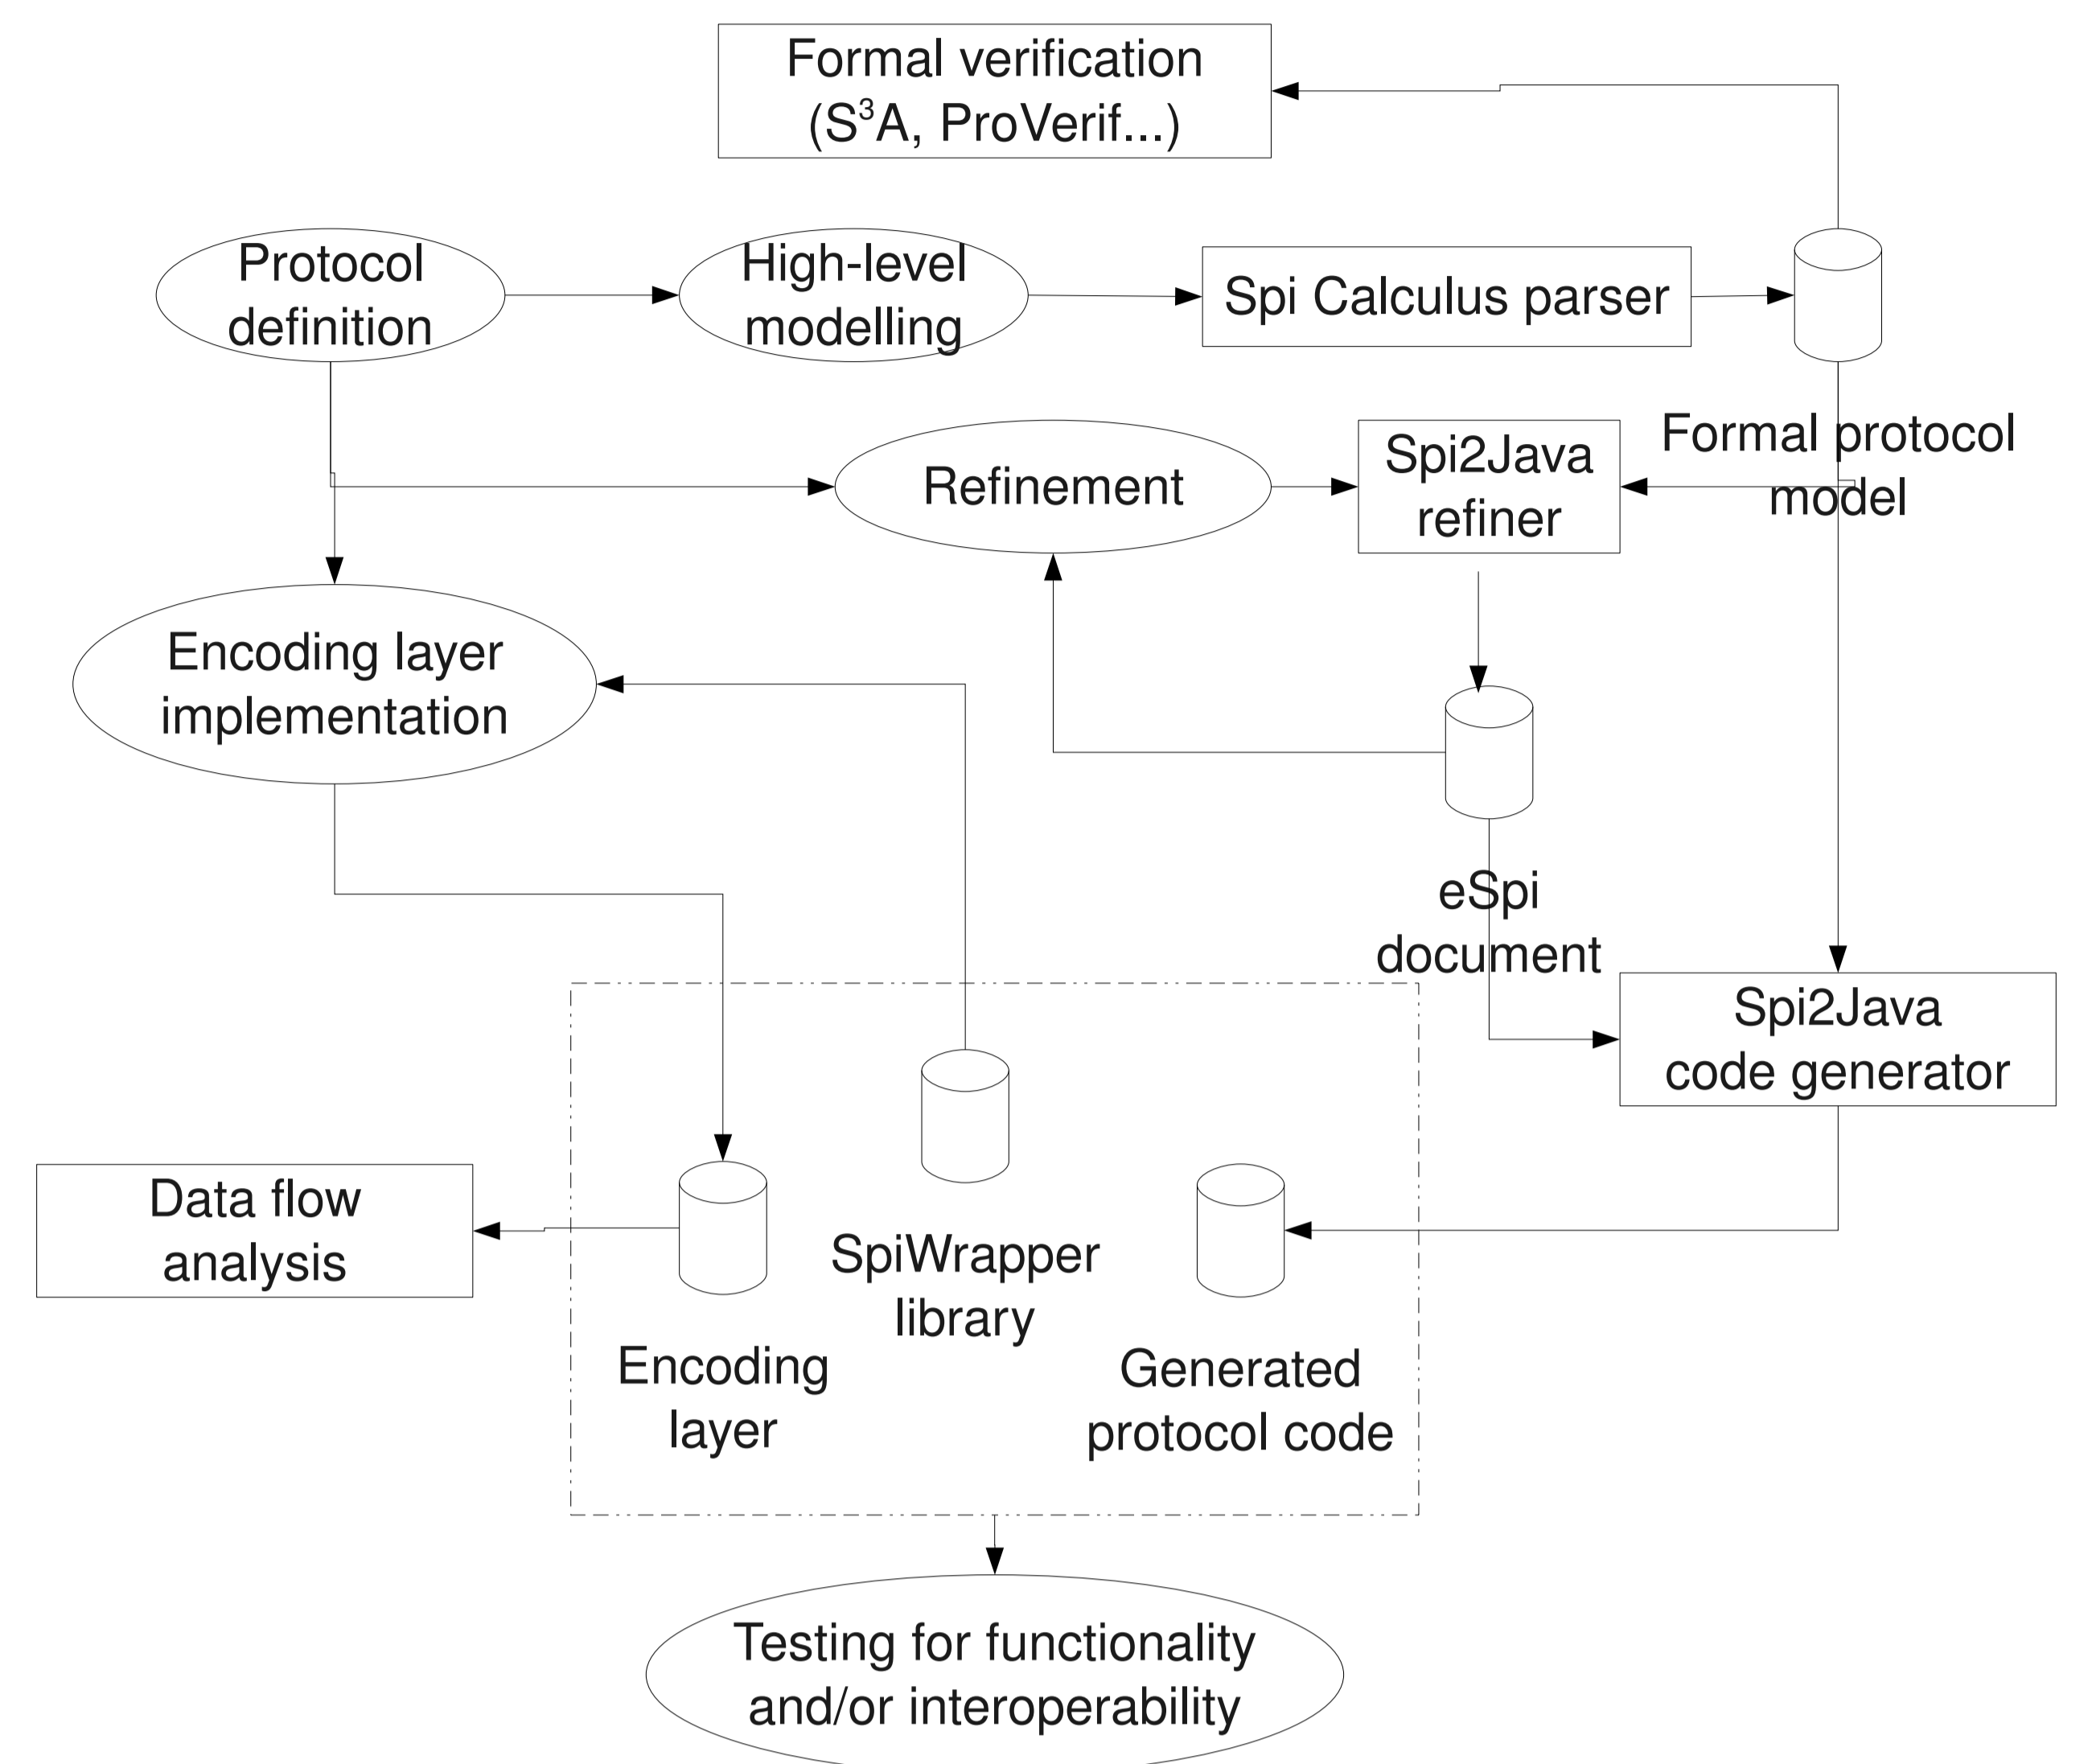 Formal verification
(S³A, ProVerif...)
Protocol
definition
High-level
modelling
Spi Calculus parser
Formal protocol
model
Refinement
Spi2Java
refiner
Encoding layer
implementation
eSpi
document
Spi2Java
code generator
Data flow
analysis
SpiWrapper
library
Encoding
layer
Generated
protocol code
Testing for functionality
and/or interoperability